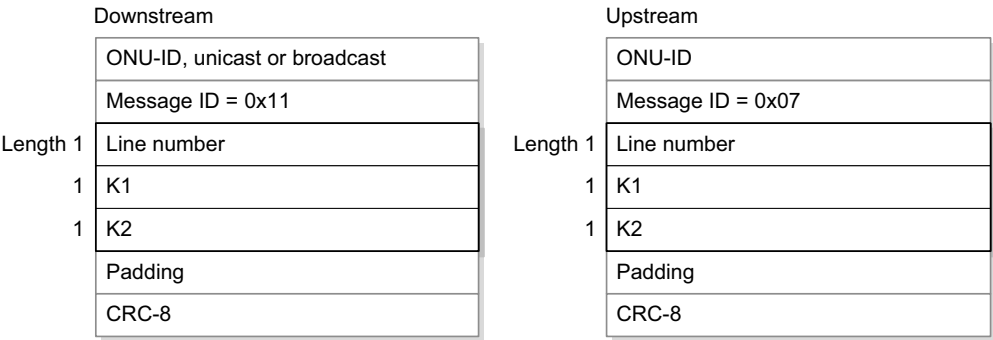 Downstream
ONU-ID, unicast or broadcast
Message ID = 0x11
Length 1 Line number
1 K1
1 K2
Padding
CRC-8
Upstream
ONU-ID
Message ID = 0x07
Length 1 Line number
1 K1
1 K2
Padding
CRC-8